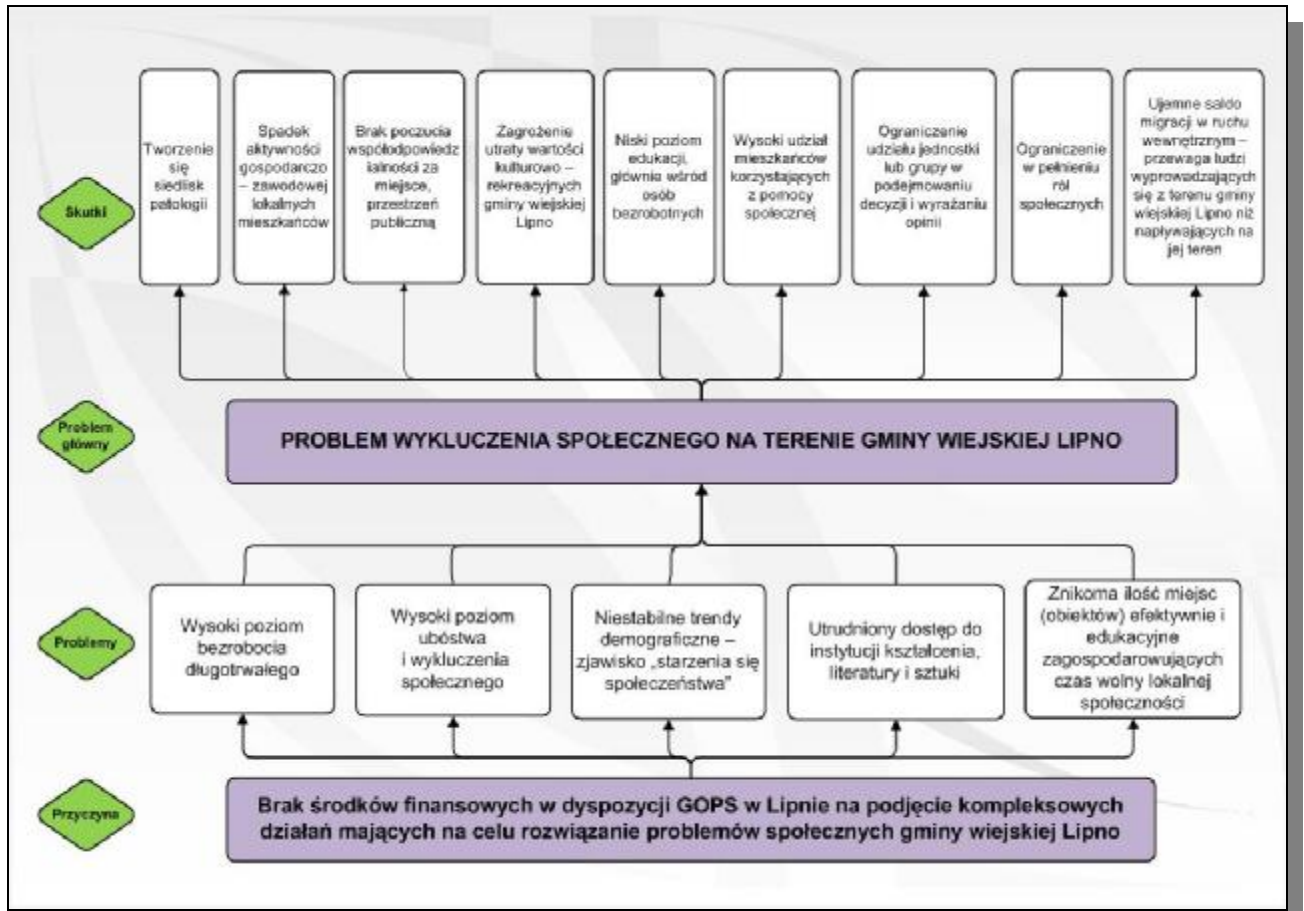 Skutki
Tworzenie
się
siedlisk
patologii
Spadek
aktywności
gospodarczo
– zawodowej
lokalnych
mieszkańców
Brak poczucia
współodpowiedz
ialności za
miejsce,
przestrzeń
publiczną
Zagrożenie
utraty wartości
kulturowo –
rekreacyjnych
gminy wiejskiej
Lipno
Niski poziom
edukacji,
głównie wśród
osób
bezrobotnych
Wysoki udział
mieszkańców
korzystających
z pomocy
społecznej
Ograniczenie
udziału jednostki
lub grupy w
podejmowaniu
decyzji i wyrażaniu
opinii
Ograniczenie
w pełnieniu
ról
społecznych
Ujemne saldo
migracji w ruchu
wewnętrznym –
przewaga ludzi
wyprowadzających
się z terenu gminy
wiejskiej Lipno niż
napływających na
jej teren
Problem
główny
PROBLEM WYKLUCZENIA SPOŁECZNEGO NA TERENIE GMINY WIEJSKIEJ LIPNO
Problemy
Wysoki poziom
bezrobocia
długotrwałego
Wysoki poziom
ubóstwa
i wykluczenia
społecznego
Niestabilne trendy
demograficzne –
zjawisko „starzenia się
społeczeństwa”
Utrudniony dostęp do
instytucji kształcenia,
literatury i sztuki
Znikoma ilość miejsc
(obiektów) efektywnie i
edukacyjne
zagospodarowujących
czas wolny lokalnej
społeczności
Przyczyna
Brak środków finansowych w dyspozycji GOPS w Lipnie na podjęcie kompleksowych
działań mających na celu rozwiązanie problemów społecznych gminy wiejskiej Lipno